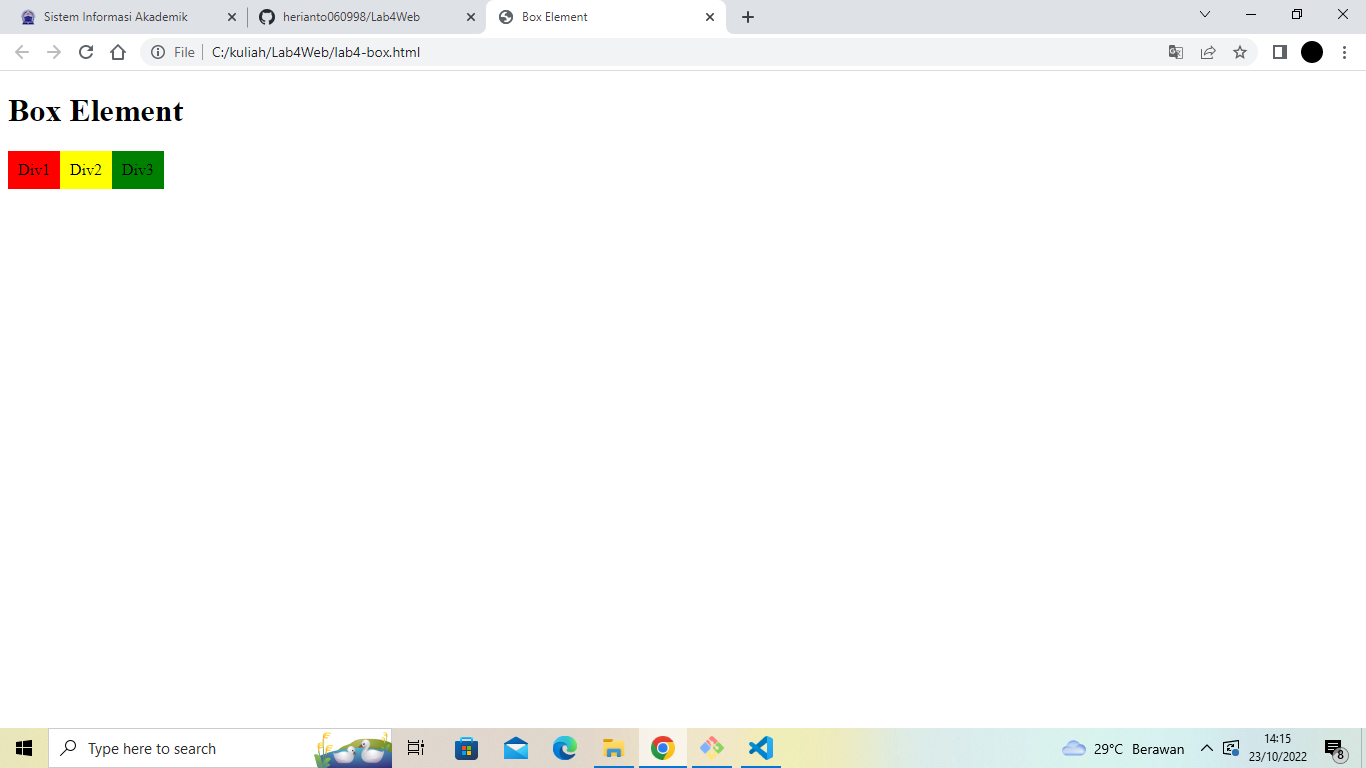 Sistem Informasi Akademik
herianto060998/Lab4Web
Box Element
File
C:/kuliah/Lab4Web/lab4-box.html
Box Element
Div1 Div2 Div3
Type here to search
29°C Berawan
14:15
23/10/2022
8